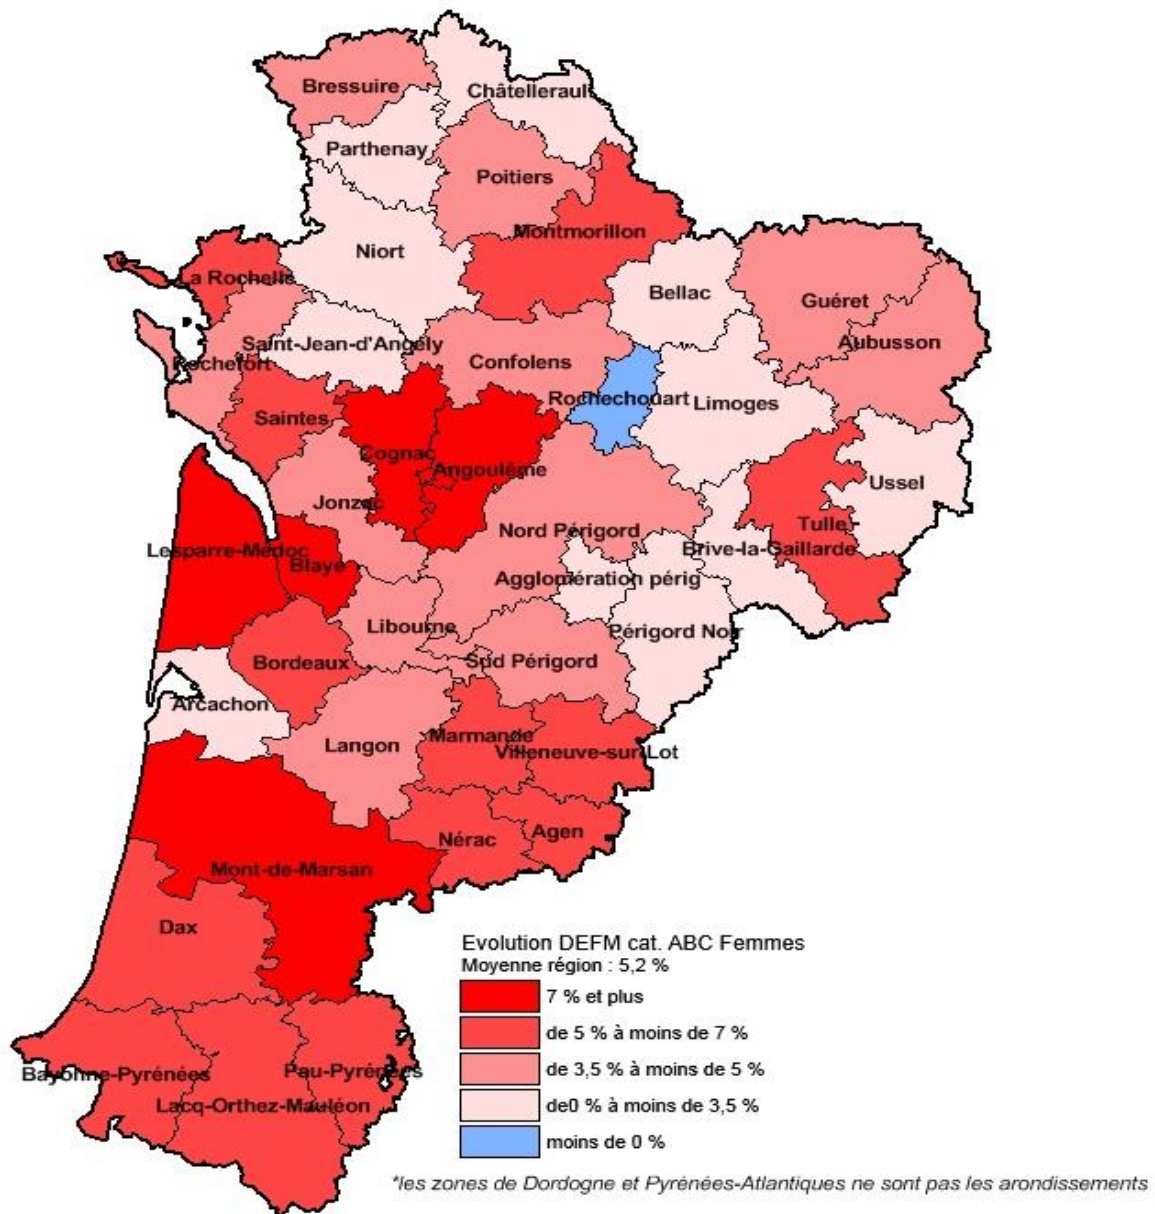 Bressuire
Châtellerault
Parthenay
Poitiers
Montmorillon
Niort
La Rochelle
Bellac
Guéret
Saint-Jean-d'Angély
Aubusson
Rochefort
Confolens
Rochechouart
Limoges
Saintes
Cognac
Angoulême
Ussel
Jonzac
Nord Périgord
Tulle
Lesparre-Médoc
Brive-la-Gaillarde
Blaye
Agglomération périg
Libourne
Périgord Noir
Bordeaux
Sud Périgord
Arcachon
Langon
Marmande
Villeneuve-sur-Lot
Nérac
Agen
Mont-de-Marsan
Dax
Bayonne-Pyrénées
Pau-Pyrénées
Lacq-Orthez-Mauléon
Evolution DEFM cat. ABC Femmes
Moyenne région : 5,2 %
7 % et plus
de 5 % à moins de 7 %
de 3,5 % à moins de 5 %
de0 % à moins de 3,5 %
moins de 0 %
*les zones de Dordogne et Pyrénées-Atlantiques ne sont pas les arondissements